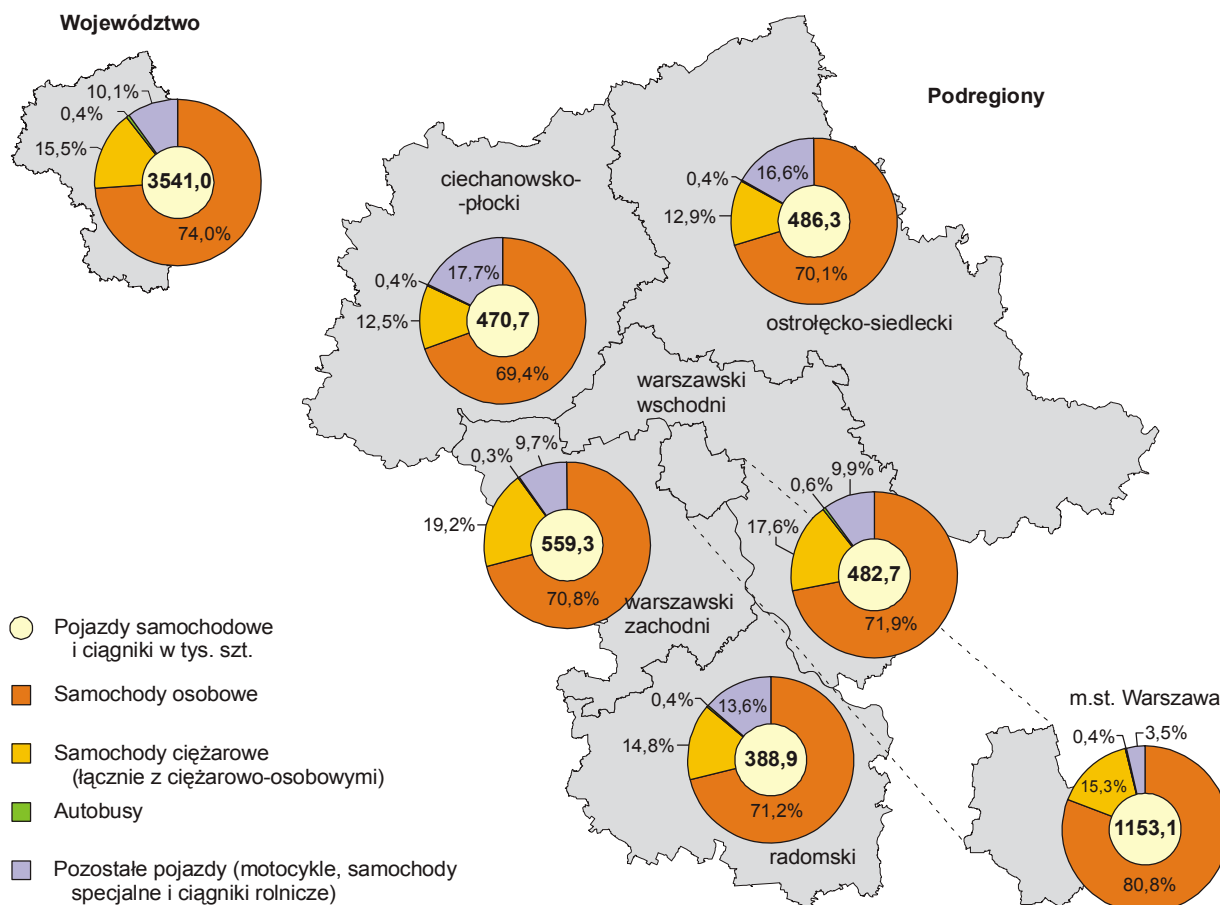 Województwo
10,1%
0,4%
15,5%
3541,0
74,0%
Podregiony
ciechanowsko-
-płocki
17,7%
0,4%
12,5%
470,7
69,4%
16,6%
0,4%
12,9%
486,3
70,1%
ostrołęcko-siedlecki
warszawski
wschodni
9,7%
0,3%
19,2%
559,3
70,8%
warszawski
zachodni
9,9%
0,6%
17,6%
482,7
71,9%
13,6%
0,4%
14,8%
388,9
71,2%
radomski
m.st. Warszawa
3,5%
0,4%
15,3%
1153,1
80,8%
Pojazdy samochodowe
i ciągniki w tys. szt.
Samochody osobowe
Samochody ciężarowe
(łącznie z ciężarowo-osobowymi)
Autobusy
Pozostałe pojazdy (motocykle, samochody
specjalne i ciągniki rolnicze)